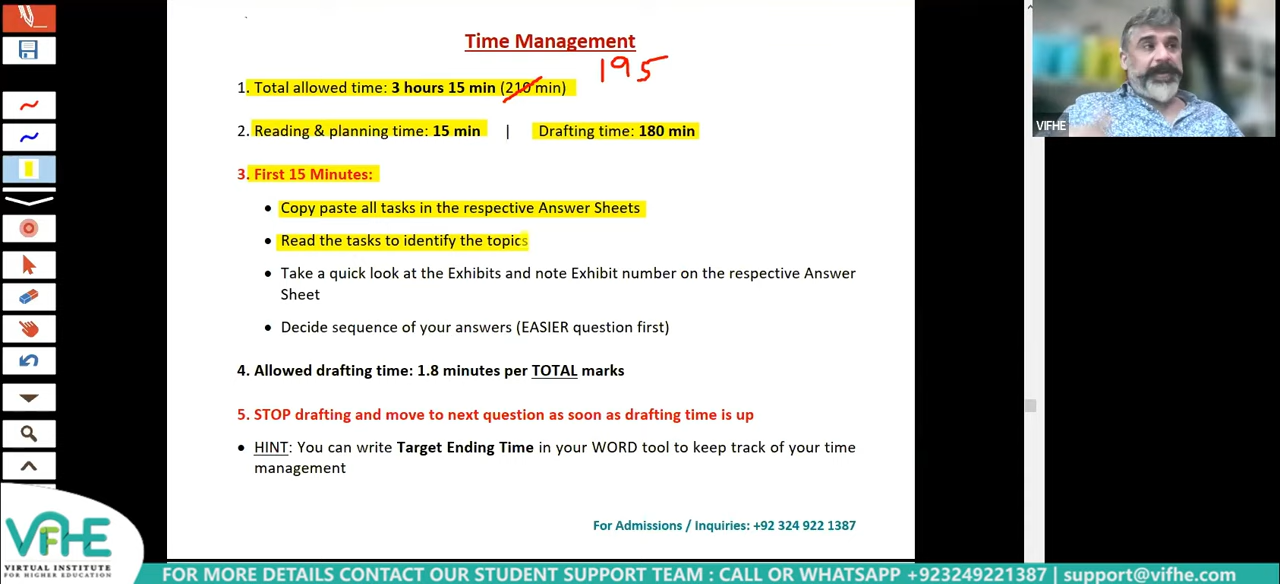 Time Management
195
1. Total allowed time: 3 hours 15 min (210 min)
2. Reading & planning time: 15 min | Drafting time: 180 min
3. First 15 Minutes:
• Copy paste all tasks in the respective Answer Sheets
• Read the tasks to identify the topics
• Take a quick look at the Exhibits and note Exhibit number on the respective Answer
Sheet
• Decide sequence of your answers (EASIER question first)
4. Allowed drafting time: 1.8 minutes per TOTAL marks
5. STOP drafting and move to next question as soon as drafting time is up
• HINT: You can write Target Ending Time in your WORD tool to keep track of your time
management
For Admissions / Inquiries: +92 324 922 1387
VIFHE
VIFHE
VIRTUAL INSTITUTE
FOR HIGHER EDUCATION
FOR MORE DETAILS CONTACT OUR STUDENT SUPPORT TEAM : CALL OR WHATSAPP +923249221387 | support@vifhe.com